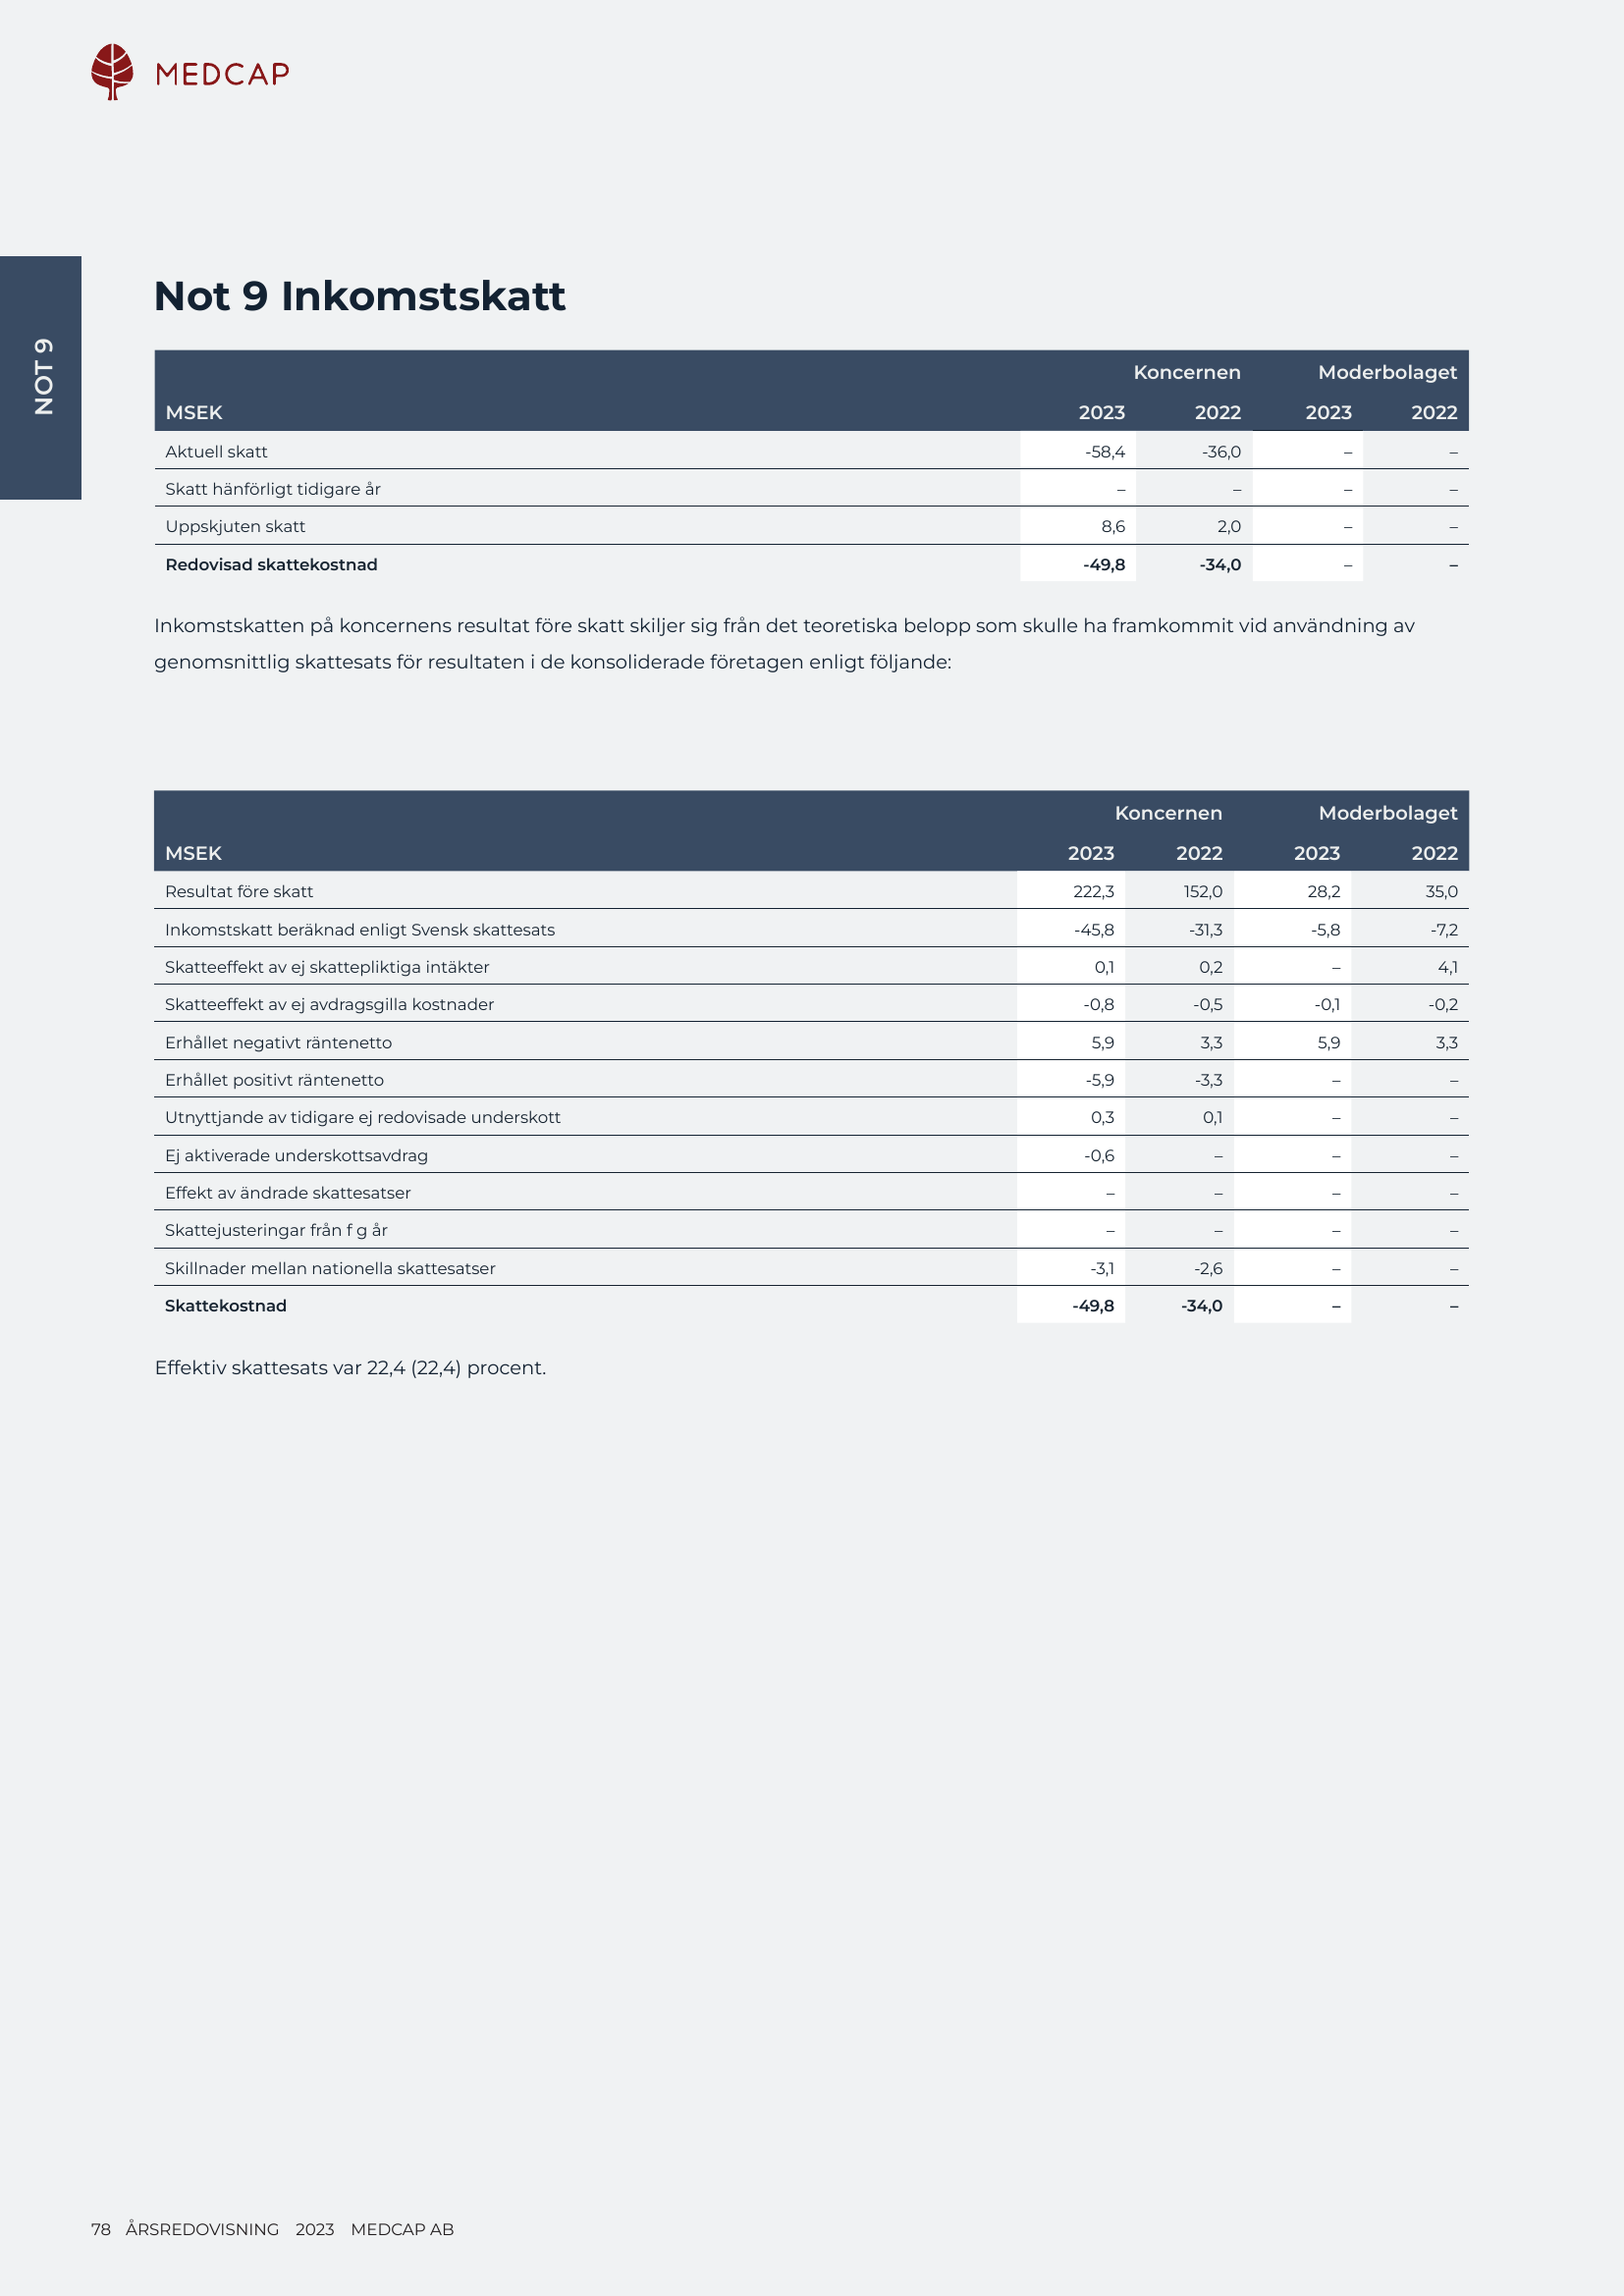 MEDCAP
NOT 9
Not 9 Inkomstskatt
Koncernen Moderbolaget
MSEK 2023 2022 2023 2022
Aktuell skatt -58,4 -36,0 – –
Skatt hänförligt tidigare år – – – –
Uppskjuten skatt 8,6 2,0 – –
Redovisad skattekostnad -49,8 -34,0 – –
Inkomstskatten på koncernens resultat före skatt skiljer sig från det teoretiska belopp som skulle ha framkommit vid användning av
genomsnittlig skattesats för resultaten i de konsoliderade företagen enligt följande:
Koncernen Moderbolaget
MSEK 2023 2022 2023 2022
Resultat före skatt 222,3 152,0 28,2 35,0
Inkomstskatt beräknad enligt Svensk skattesats -45,8 -31,3 -5,8 -7,2
Skatteeffekt av ej skattepliktiga intäkter 0,1 0,2 – 4,1
Skatteeffekt av ej avdragsgilla kostnader -0,8 -0,5 -0,1 -0,2
Erhållet negativt räntenetto 5,9 3,3 5,9 3,3
Erhållet positivt räntenetto -5,9 -3,3 – –
Utnyttjande av tidigare ej redovisade underskott 0,3 0,1 – –
Ej aktiverade underskottsavdrag -0,6 – – –
Effekt av ändrade skattesatser – – – –
Skattejusteringar från f g år – – – –
Skillnader mellan nationella skattesatser -3,1 -2,6 – –
Skattekostnad -49,8 -34,0 – –
Effektiv skattesats var 22,4 (22,4) procent.
78 ÅRSREDOVISNING 2023 MEDCAP AB